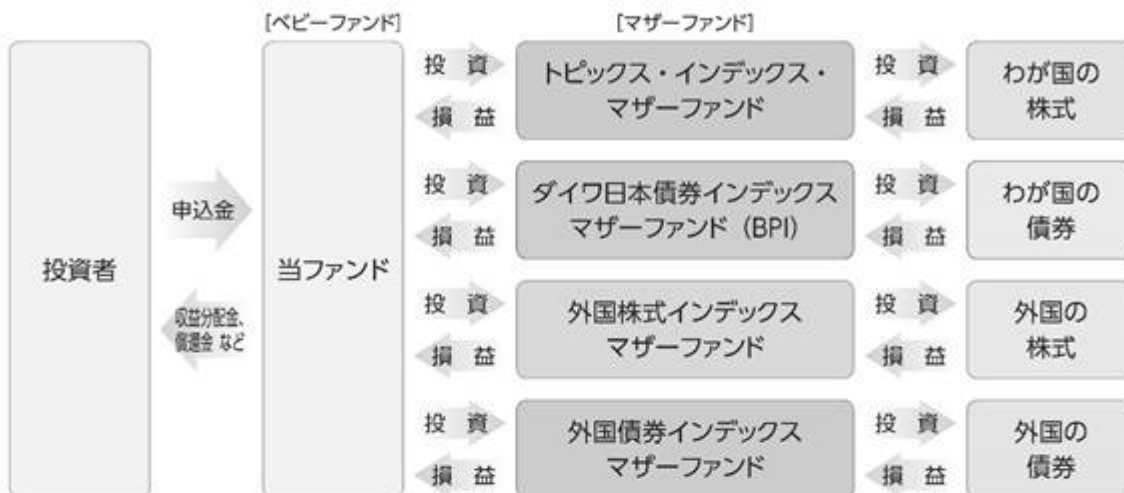 [ベビーファンド]
[マザーファンド]
投資者
申込金
収益分配金、
償還金 など
当ファンド
投 資
損 益
トピックス・インデックス・
マザーファンド
投 資
損 益
わが国の
株式
投 資
損 益
ダイワ日本債券インデックス
マザーファンド（BPI）
投 資
損 益
わが国の
債券
投 資
損 益
外国株式インデックス
マザーファンド
投 資
損 益
外国の
株式
投 資
損 益
外国債券インデックス
マザーファンド
投 資
損 益
外国の
債券